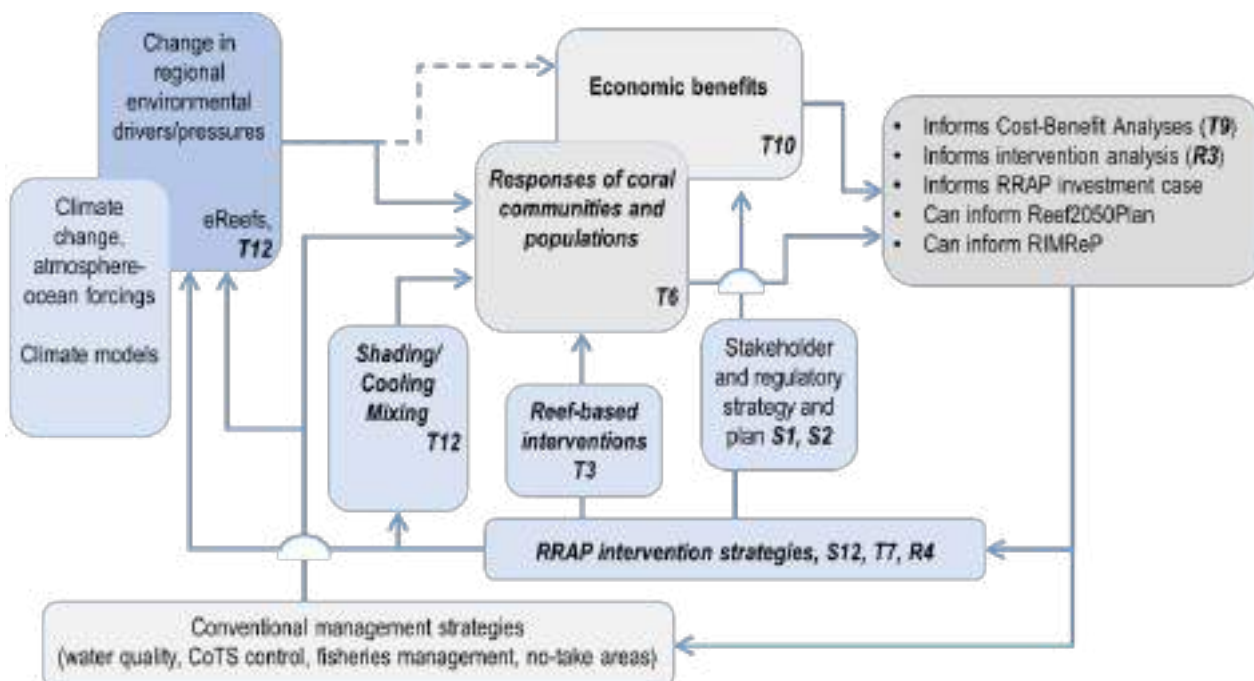 Change in
regional
environmental
drivers/pressures
eReefs,
T12
Climate
change,
atmosphere-
ocean forcings
Climate models
Economic benefits
T10
Responses of coral
communities and
populations
T6
• Informs Cost-Benefit Analyses (T9)
• Informs intervention analysis (R3)
• Informs RRAP investment case
• Can inform Reef2050Plan
• Can inform RIMReP
Shading/
Cooling
Mixing
T12
Reef-based
interventions
T3
Stakeholder
and regulatory
strategy and
plan S1, S2
RRAP intervention strategies, S12, T7, R4
Conventional management strategies
(water quality, CoTS control, fisheries management, no-take areas)